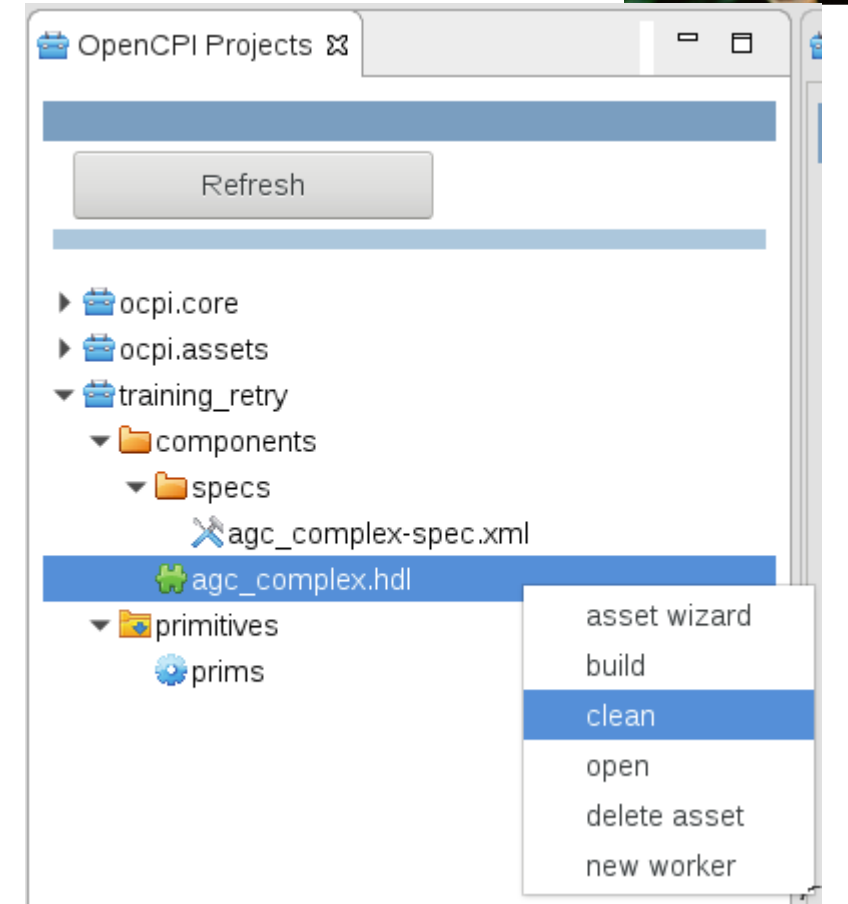 OpenCPI Projects
Refresh
ocpi.core
ocpi.assets
training_retry
components
specs
agc_complex-spec.xml
agc_complex.hdl
primitives
prims
asset wizard
build
clean
open
delete asset
new worker